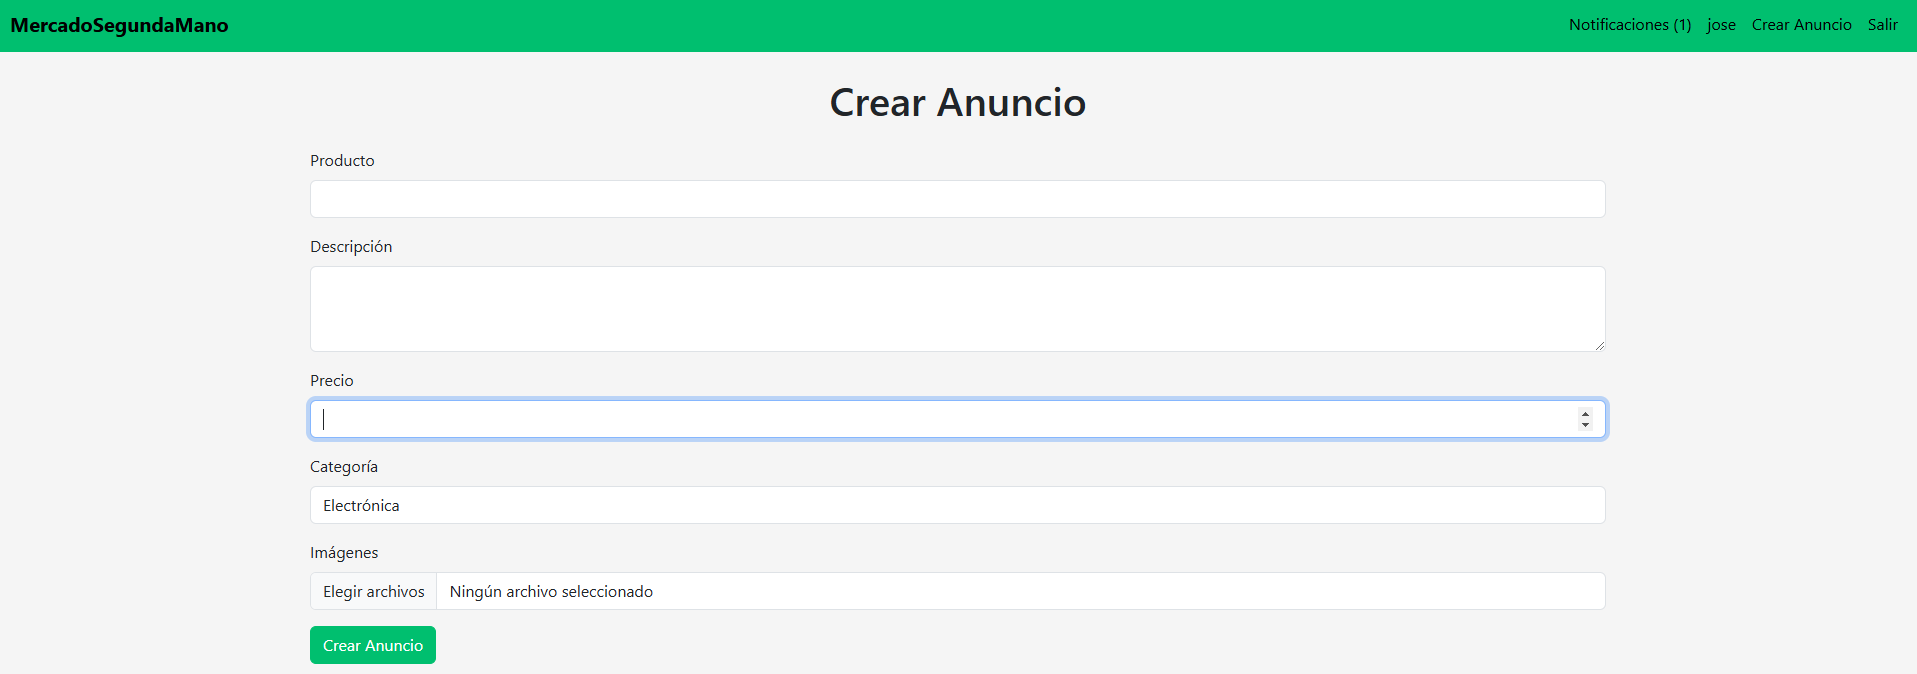 MercadoSegundaMano
Notificaciones (1) jose Crear Anuncio Salir
Crear Anuncio
Producto
Descripción
Precio
Categoría
Electrónica
Imágenes
Elegir archivos Ningún archivo seleccionado
Crear Anuncio